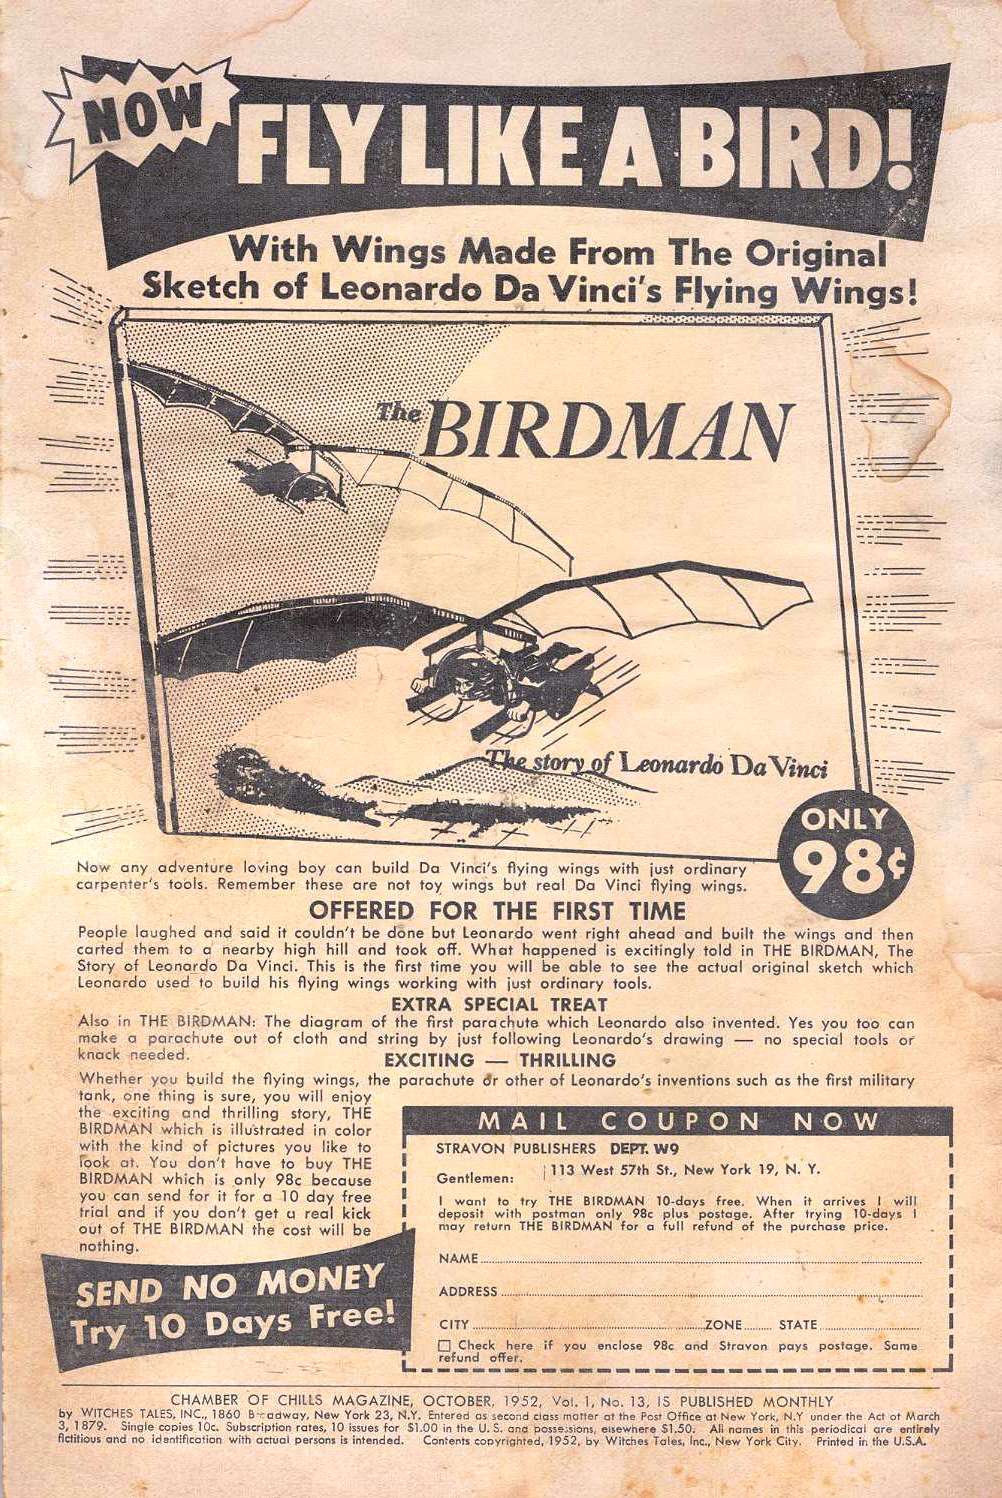 NOW
FLY LIKE A BIRD!
With Wings Made From The Original
Sketch of Leonardo Da Vinci's Flying Wings!
The BIRDMAN
The story of Leonardo Da Vinci
ONLY
98¢
Now any adventure loving boy can build Da Vinci's flying wings with just ordinary
carpenter's tools. Remember these are not toy wings but real Da Vinci flying wings.
OFFERED FOR THE FIRST TIME
People laughed and said it couldn't be done but Leonardo went right ahead and built the wings and then
carted them to a nearby high hill and took off. What happened is excitingly told in THE BIRDMAN, The
Story of Leonardo Da Vinci. This is the first time you will be able to see the actual original sketch which
Leonardo used to build his flying wings working with just ordinary tools.
EXTRA SPECIAL TREAT
Also in THE BIRDMAN: The diagram of the first parachute which Leonardo also invented. Yes you too can
make a parachute out of cloth and string by just following Leonardo's drawing — no special tools or
knack needed.
EXCITING — THRILLING
Whether you build the flying wings, the parachute or other of Leonardo's inventions such as the first military
tank, one thing is sure, you will enjoy
the exciting and thrilling story, THE
BIRDMAN which is illustrated in color
with the kind of pictures you like to
look at. You don't have to buy THE
BIRDMAN which is only 98c because
you can send for it for a 10 day free
trial and if you don't get a real kick
out of THE BIRDMAN the cost will be
nothing.
SEND NO MONEY
Try 10 Days Free!
MAIL COUPON NOW
STRAVON PUBLISHERS DEPT. W9
113 West 57th St., New York 19, N. Y.
Gentlemen:
I want to try THE BIRDMAN 10-days free. When it arrives I will
deposit with postman only 98c plus postage. After trying 10-days I
may return THE BIRDMAN for a full refund of the purchase price.
NAME
ADDRESS
CITY ZONE STATE
☐ Check here if you enclose 98c and Stravon pays postage. Same
refund offer.
CHAMBER OF CHILLS MAGAZINE, OCTOBER, 1952, Vol. 1, No. 13, IS PUBLISHED MONTHLY
by WITCHES TALES, INC., 1860 Broadway, New York 23, N.Y. Entered as second class matter at the Post Office at New York, N.Y under the Act of March
3, 1879. Single copies 10c. Subscription rates, 10 issues for $1.00 in the U. S. and possessions, elsewhere $1.50. All names in this periodical are entirely
fictitious and no identification with actual persons is intended. Contents copyrighted, 1952, by Witches Tales, Inc., New York City. Printed in the U.S.A.